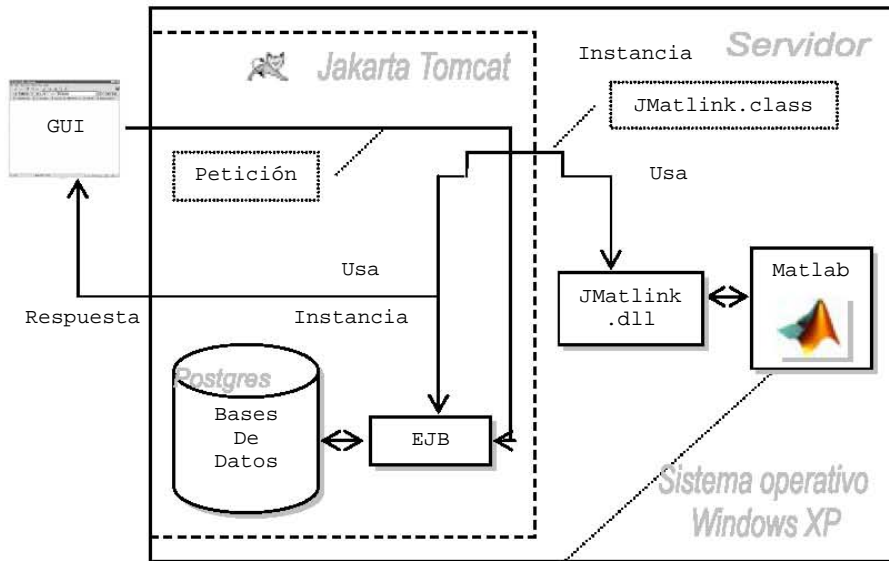 Servidor
Instancia
Jakarta Tomcat
JMatlink.class
GUI
Petición
Usa
Usa
Matlab
JMatlink
.dll
Respuesta
Instancia
Postgres
Bases
De
Datos
EJB
Sistema operativo
Windows XP